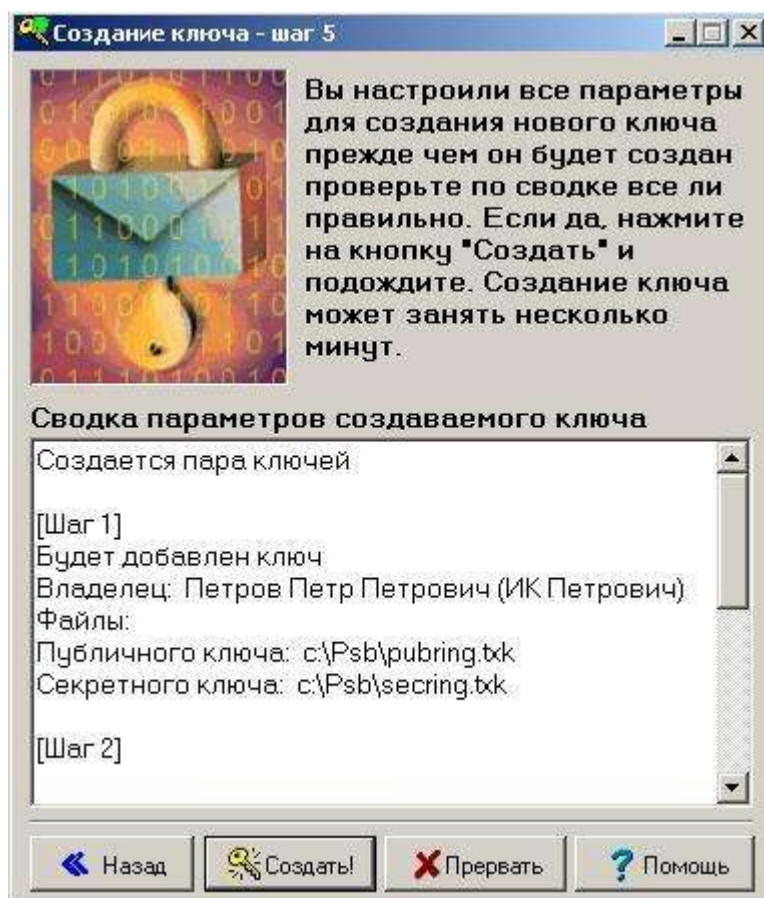 Создание ключа - шаг 5
Вы настроили все параметры
для создания нового ключа
прежде чем он будет создан
проверьте по сводке все ли
правильно. Если да, нажмите
на кнопку "Создать" и
подождите. Создание ключа
может занять несколько
минут.
Сводка параметров создаваемого ключа
Создается пара ключей
[Шаг 1]
Будет добавлен ключ
Владелец: Петров Петр Петрович (ИК Петрович)
Файлы:
Публичного ключа: c:\Psb\pubring.txk
Секретного ключа: c:\Psb\secring.txk
[Шаг 2]
Назад
Создать!
Прервать
Помощь